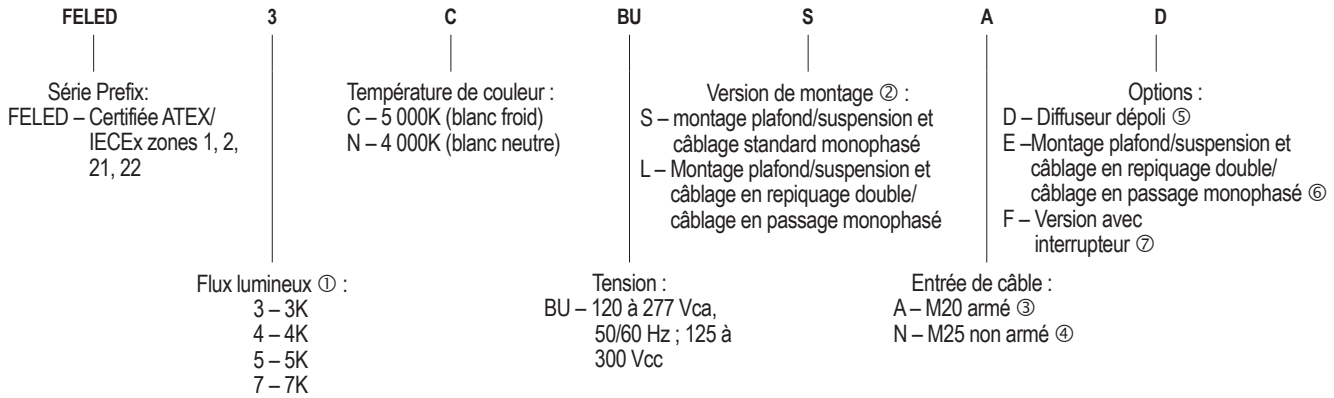 FELED 3 C BU S A D
Série Prefix:
FELED – Certifiée ATEX/
IECEx zones 1, 2,
21, 22
Température de couleur :
C – 5 000K (blanc froid)
N – 4 000K (blanc neutre)
Version de montage ② :
S – montage plafond/suspension et
câblage standard monophasé
L – Montage plafond/suspension et
câblage en repiquage double/
câblage en passage monophasé
Options :
D – Diffuseur dépoli ⑤
E –Montage plafond/suspension et
câblage en repiquage double/
câblage en passage monophasé ⑥
F – Version avec
interrupteur ⑦
Flux lumineux ① :
3 – 3K
4 – 4K
5 – 5K
7 – 7K
Tension :
BU – 120 à 277 Vca,
50/60 Hz ; 125 à
300 Vcc
Entrée de câble :
A – M20 armé ③
N – M25 non armé ④